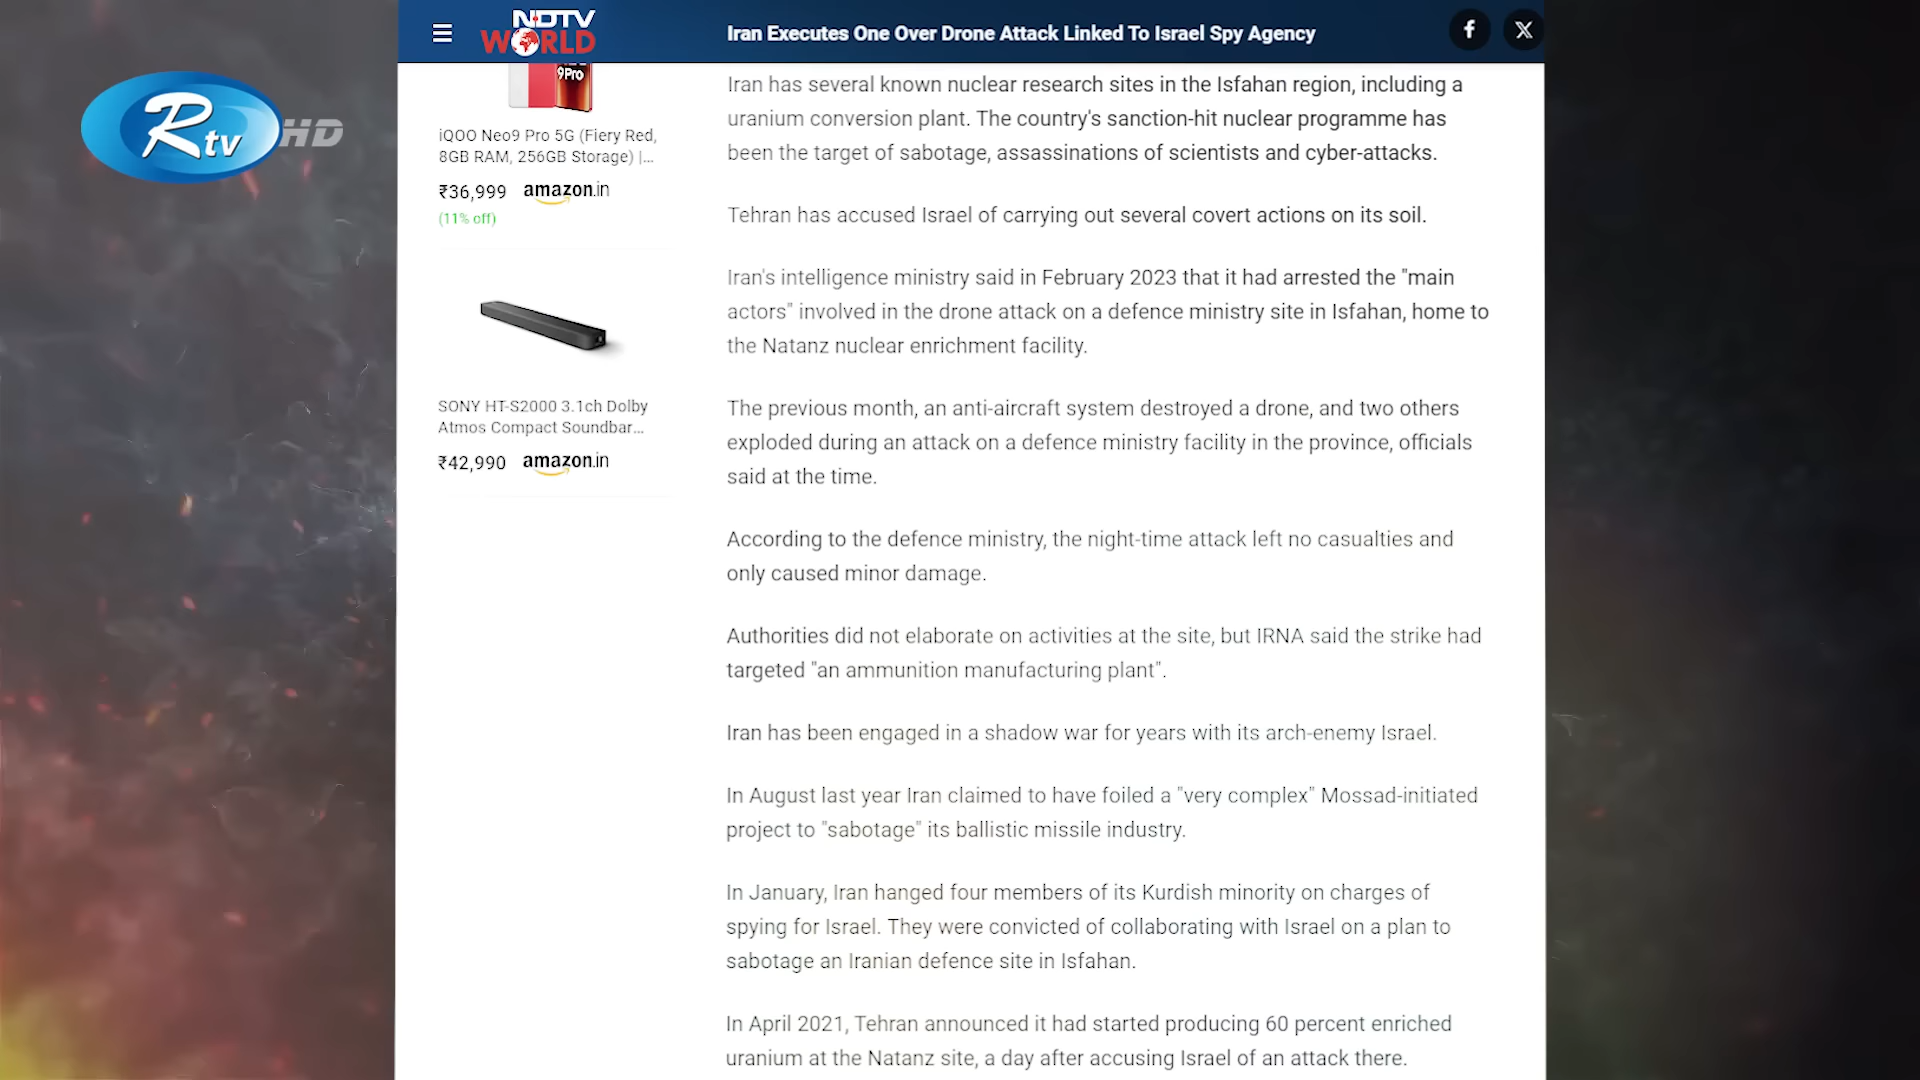 NDTV
WORLD
Iran Executes One Over Drone Attack Linked To Israel Spy Agency
f
X
Rtv HD
9Pro
iQOO Neo9 Pro 5G (Fiery Red,
8GB RAM, 256GB Storage) |...
₹36,999 amazon.in
(11% off)
SONY HT-S2000 3.1ch Dolby
Atmos Compact Soundbar...
₹42,990 amazon.in
Iran has several known nuclear research sites in the Isfahan region, including a
uranium conversion plant. The country's sanction-hit nuclear programme has
been the target of sabotage, assassinations of scientists and cyber-attacks.
Tehran has accused Israel of carrying out several covert actions on its soil.
Iran's intelligence ministry said in February 2023 that it had arrested the "main
actors" involved in the drone attack on a defence ministry site in Isfahan, home to
the Natanz nuclear enrichment facility.
The previous month, an anti-aircraft system destroyed a drone, and two others
exploded during an attack on a defence ministry facility in the province, officials
said at the time.
According to the defence ministry, the night-time attack left no casualties and
only caused minor damage.
Authorities did not elaborate on activities at the site, but IRNA said the strike had
targeted "an ammunition manufacturing plant".
Iran has been engaged in a shadow war for years with its arch-enemy Israel.
In August last year Iran claimed to have foiled a "very complex" Mossad-initiated
project to "sabotage" its ballistic missile industry.
In January, Iran hanged four members of its Kurdish minority on charges of
spying for Israel. They were convicted of collaborating with Israel on a plan to
sabotage an Iranian defence site in Isfahan.
In April 2021, Tehran announced it had started producing 60 percent enriched
uranium at the Natanz site, a day after accusing Israel of an attack there.